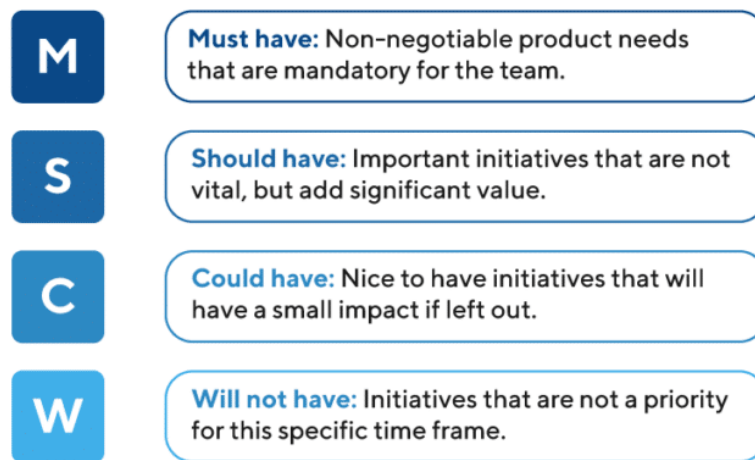 M
Must have: Non-negotiable product needs
that are mandatory for the team.
S
Should have: Important initiatives that are not
vital, but add significant value.
C
Could have: Nice to have initiatives that will
have a small impact if left out.
W
Will not have: Initiatives that are not a priority
for this specific time frame.